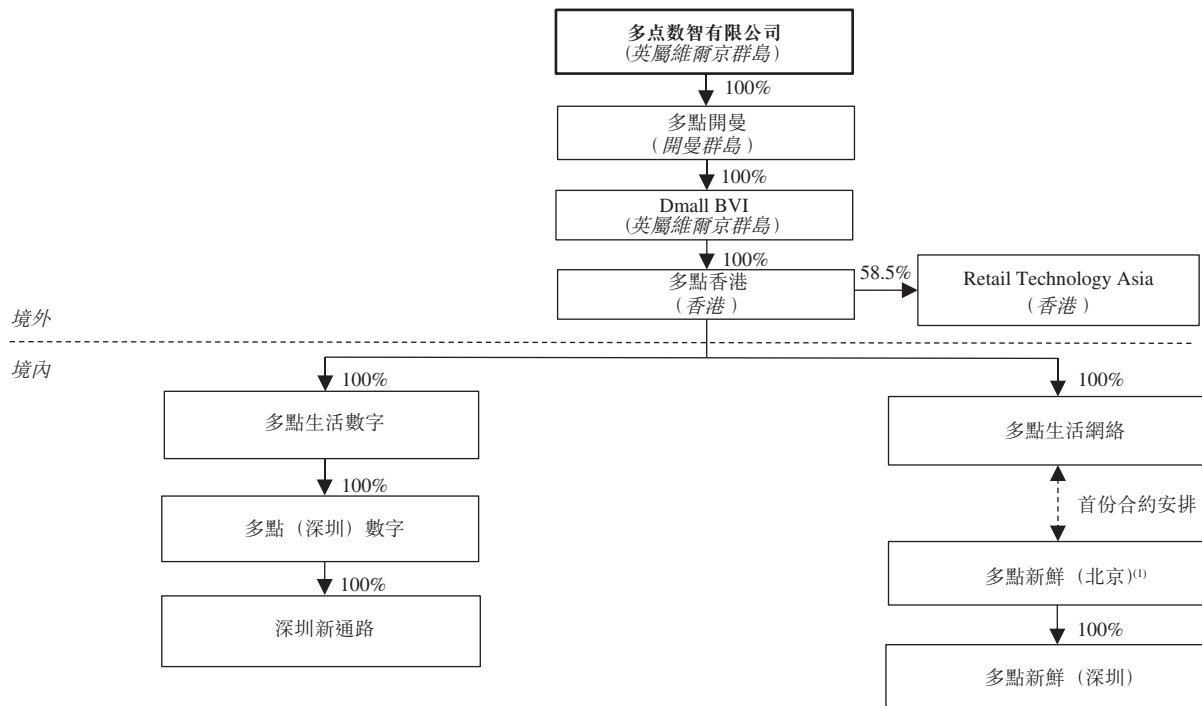 多点数智有限公司
(英屬維爾京群島)
100%
多點開曼
(開曼群島)
100%
Dmall BVI
(英屬維爾京群島)
100%
多點香港
(香港)
58.5%
Retail Technology Asia
(香港)
境外
境內
100%
100%
多點生活數字
多點生活網絡
100%
首份合約安排
多點（深圳）數字
多點新鮮（北京）(1)
100%
100%
深圳新通路
多點新鮮（深圳）